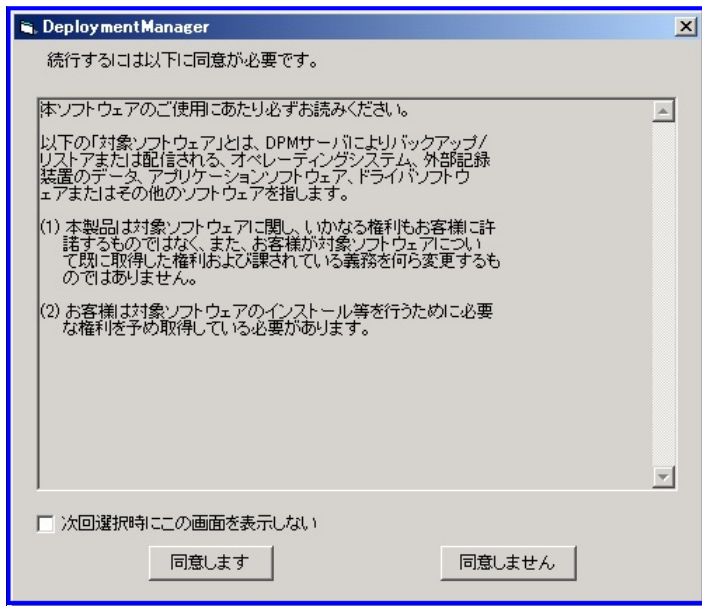 DeploymentManager
続行するには以下に同意が必要です。
本ソフトウェアのご使用にあたり必ずお読みください。
以下の「対象ソフトウェア」とは、DPMサーバによりバックアップ/
リストアまたは配信される、オペレーティングシステム、外部記録
装置のデータ、アプリケーションソフトウェア、ドライバソフトウ
ェアまたはその他のソフトウェアを指します。
(1) 本製品は対象ソフトウェアに関し、いかなる権利もお客様に許
諾するものではなく、また、お客様が対象ソフトウェアについ
て既に取得した権利および課されている義務を何ら変更するも
のではありません。
(2) お客様は対象ソフトウェアのインストール等を行うために必要
な権利を予め取得している必要があります。
次回選択時にこの画面を表示しない
同意します
同意しません